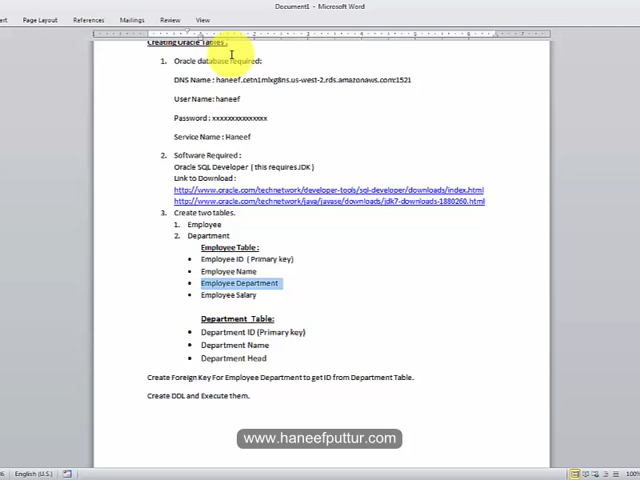 Document1 - Microsoft Word
ert Page Layout References Mailings Review View
Creating Oracle Tables :
1. Oracle database required:
DNS Name : haneef.cetn1mlxg8ns.us-west-2.rds.amazonaws.com:1521
User Name: haneef
Password : xxxxxxxxxxxxxxx
Service Name : Haneef
2. Software Required :
Oracle SQL Developer ( this requires JDK )
Link to Download :
http://www.oracle.com/technetwork/developer-tools/sql-developer/downloads/index.html
http://www.oracle.com/technetwork/java/javase/downloads/jdk7-downloads-1880260.html
3. Create two tables.
1. Employee
2. Department
Employee Table :
• Employee ID ( Primary key)
• Employee Name
• Employee Department
• Employee Salary
Department Table:
• Department ID (Primary key)
• Department Name
• Department Head
Create Foreign Key For Employee Department to get ID from Department Table.
Create DDL and Execute them.
www.haneefputtur.com
English (U.S.) 100%